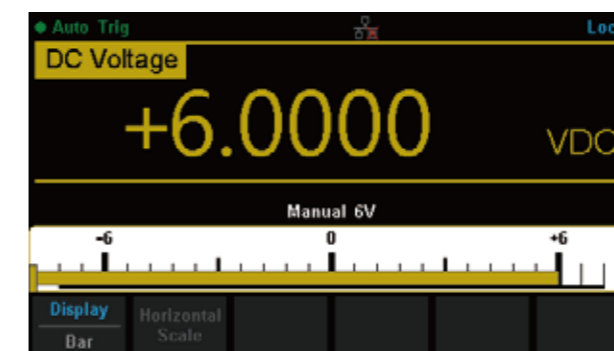 Auto Trig Loc
DC Voltage
+6.0000 VDC
Manual 6V
-6 0 +6
Display Horizontal
Bar Scale